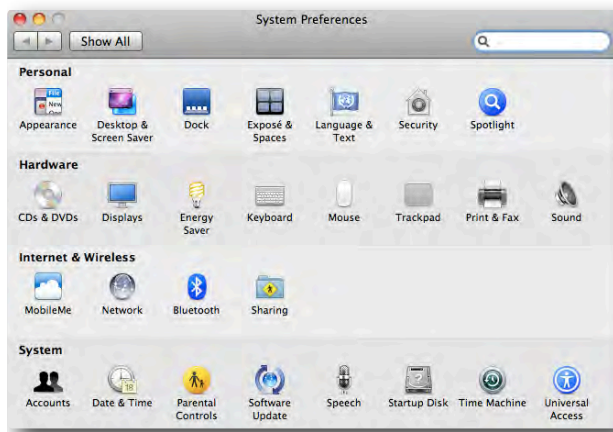 System Preferences
Show All
Personal
Appearance Desktop & Screen Saver Dock Exposé & Spaces Language & Text Security Spotlight
Hardware
CDs & DVDs Displays Energy Saver Keyboard Mouse Trackpad Print & Fax Sound
Internet & Wireless
MobileMe Network Bluetooth Sharing
System
Accounts Date & Time Parental Controls Software Update Speech Startup Disk Time Machine Universal Access